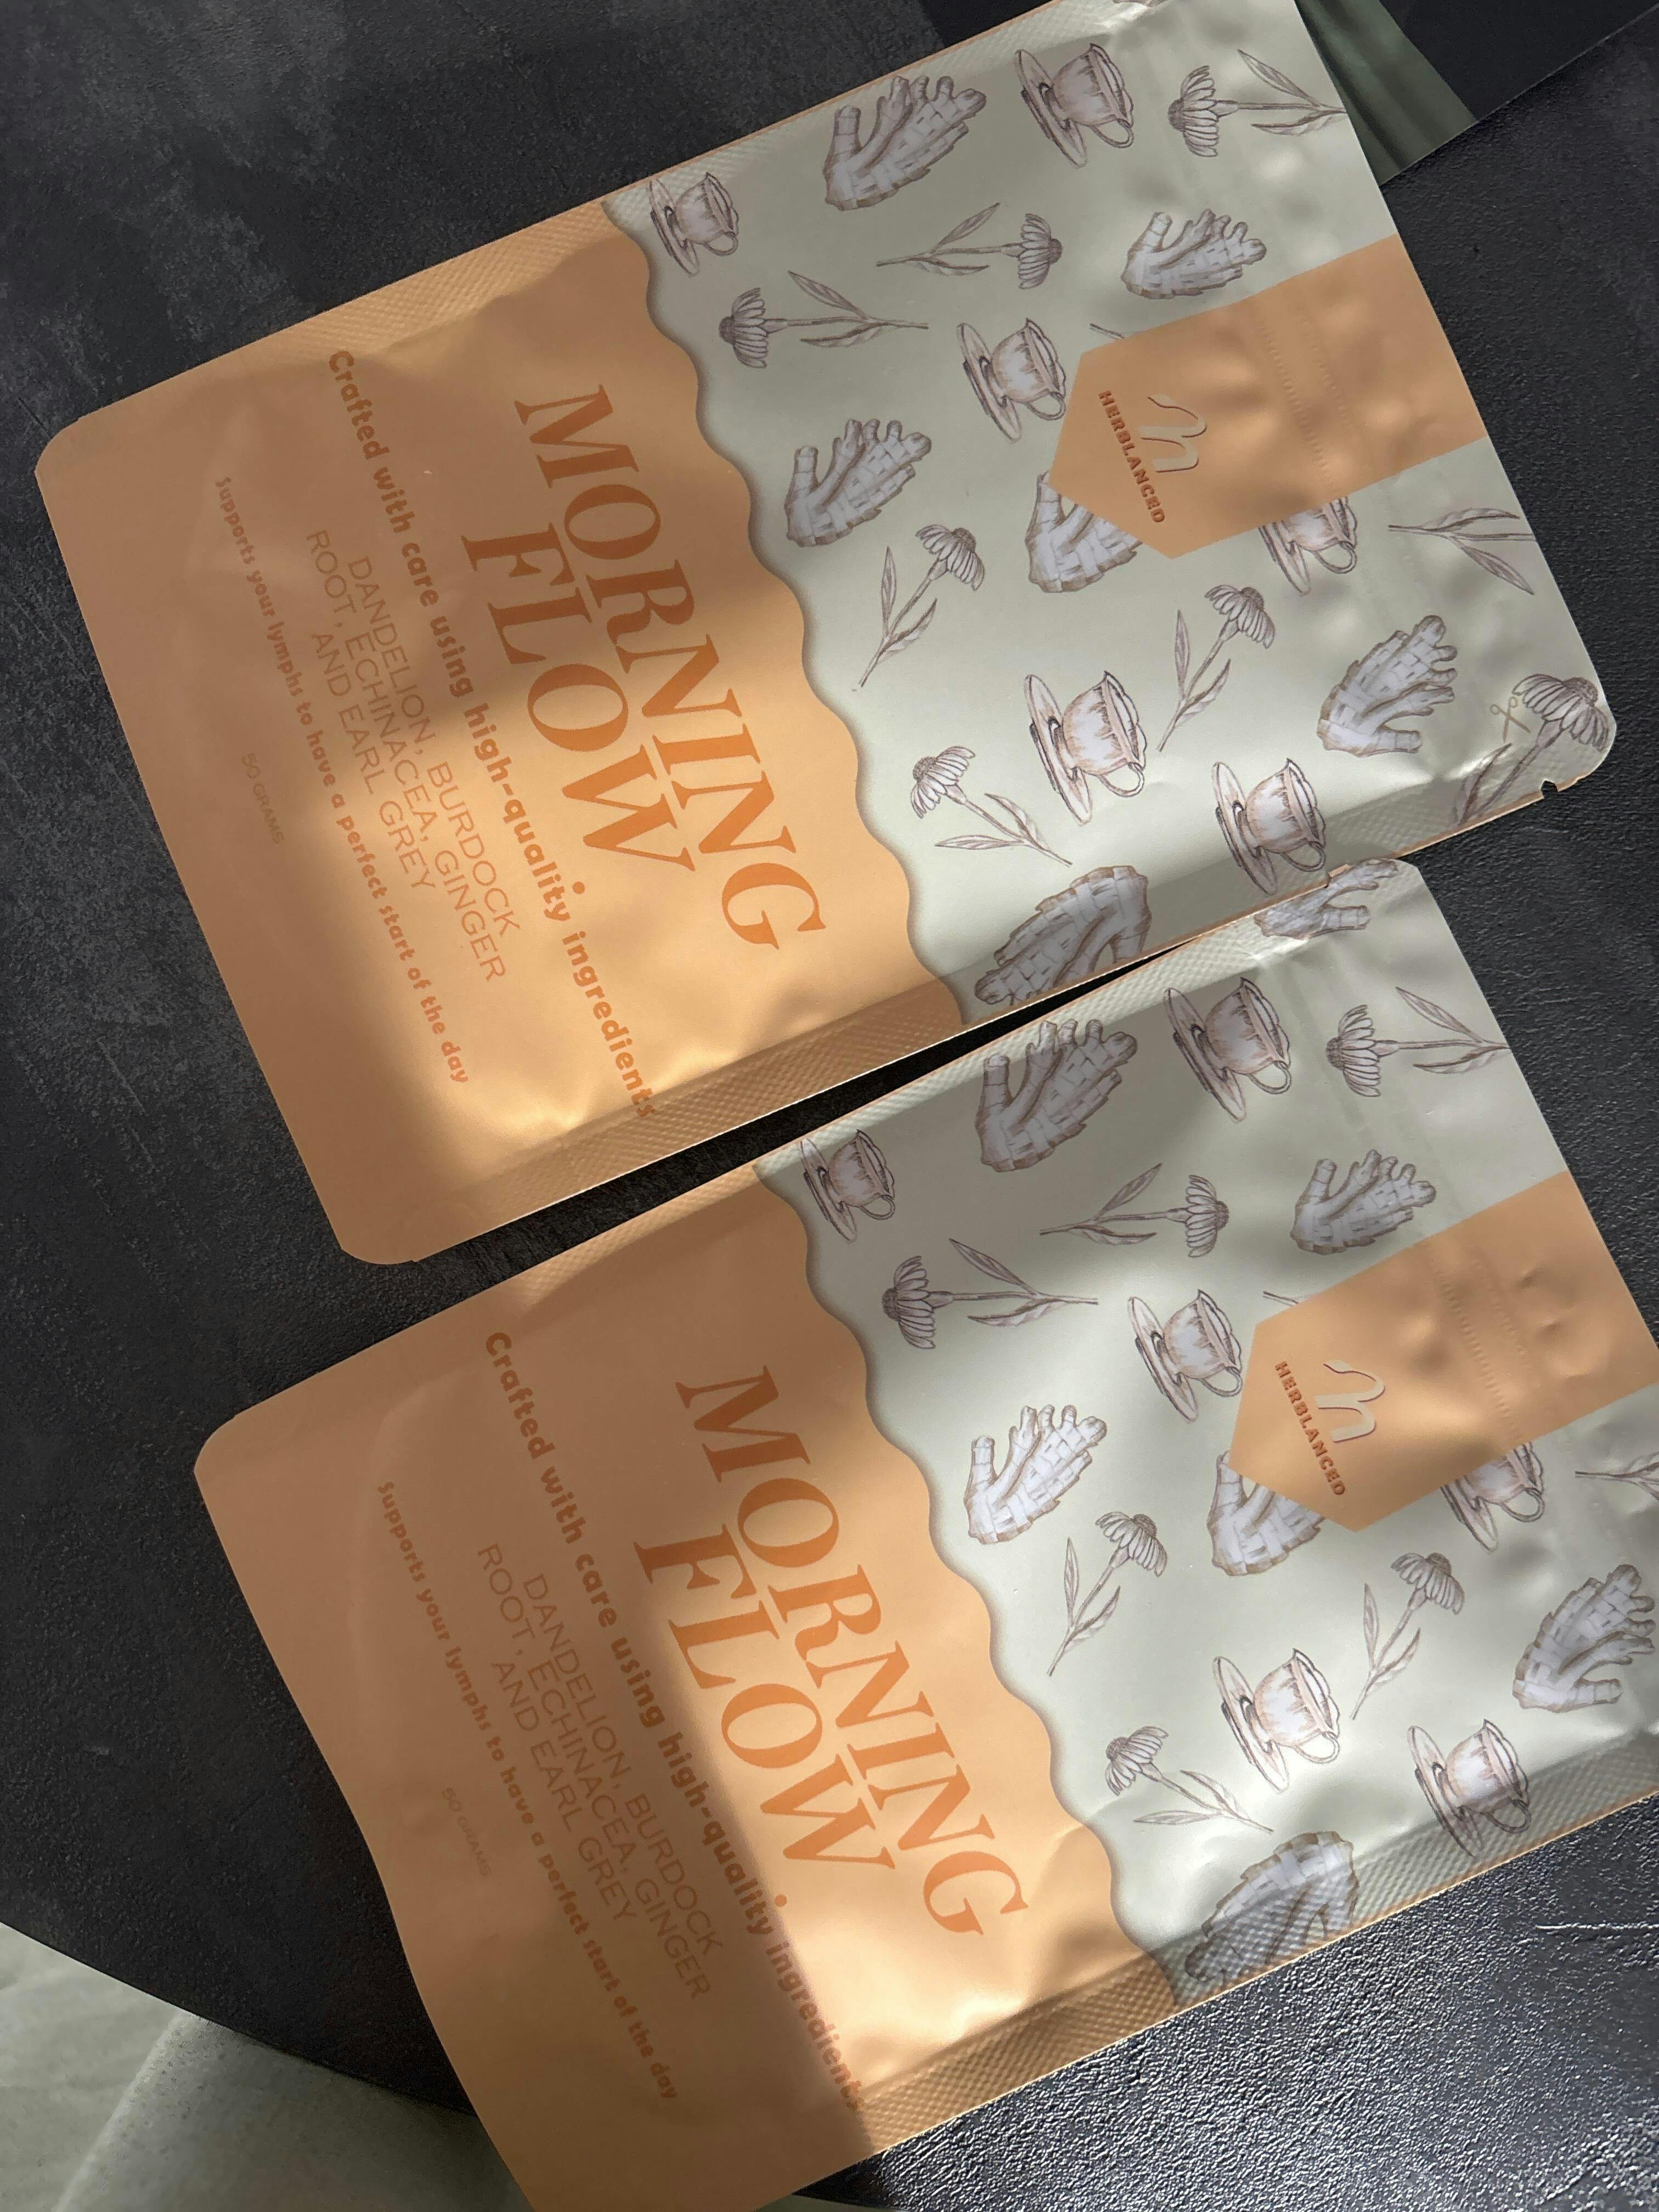 HERBLANCED
MORNING
FLOW
Crafted with care using high-quality ingredients
DANDELION, BURDOCK
ROOT, ECHINACEA, GINGER
AND EARL GREY
Supports your lymphs to have a perfect start of the day
50 GRAMS
HERBLANCED
MORNING
FLOW
Crafted with care using high-quality ingredients
DANDELION, BURDOCK
ROOT, ECHINACEA, GINGER
AND EARL GREY
Supports your lymphs to have a perfect start of the day
50 GRAMS